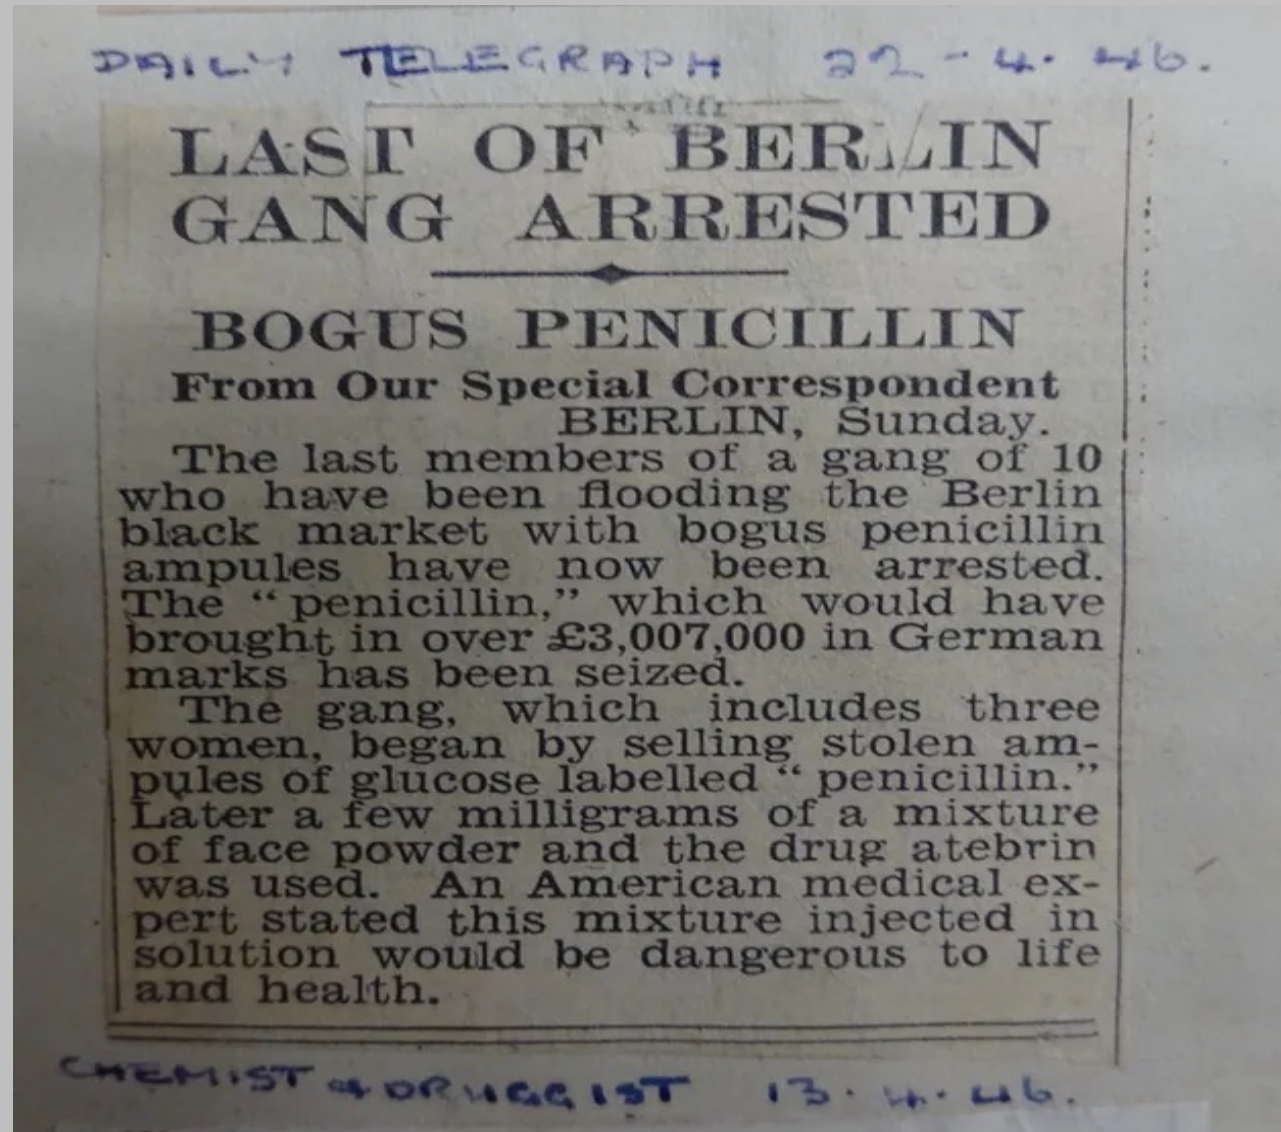 DAILY TELEGRAPH 22-4.46.
LAST OF BERLIN
GANG ARRESTED
BOGUS PENICILLIN
From Our Special Correspondent
BERLIN, Sunday.
The last members of a gang of 10
who have been flooding the Berlin
black market with bogus penicillin
ampules have now been arrested.
The “ penicillin,” which would have
brought in over £3,007,000 in German
marks has been seized.
The gang, which includes three
women, began by selling stolen am-
pules of glucose labelled “ penicillin.”
Later a few milligrams of a mixture
of face powder and the drug atebrin
was used. An American medical ex-
pert stated this mixture injected in
solution would be dangerous to life
and health.
CHEMIST & DRUGGIST 13.4.46.